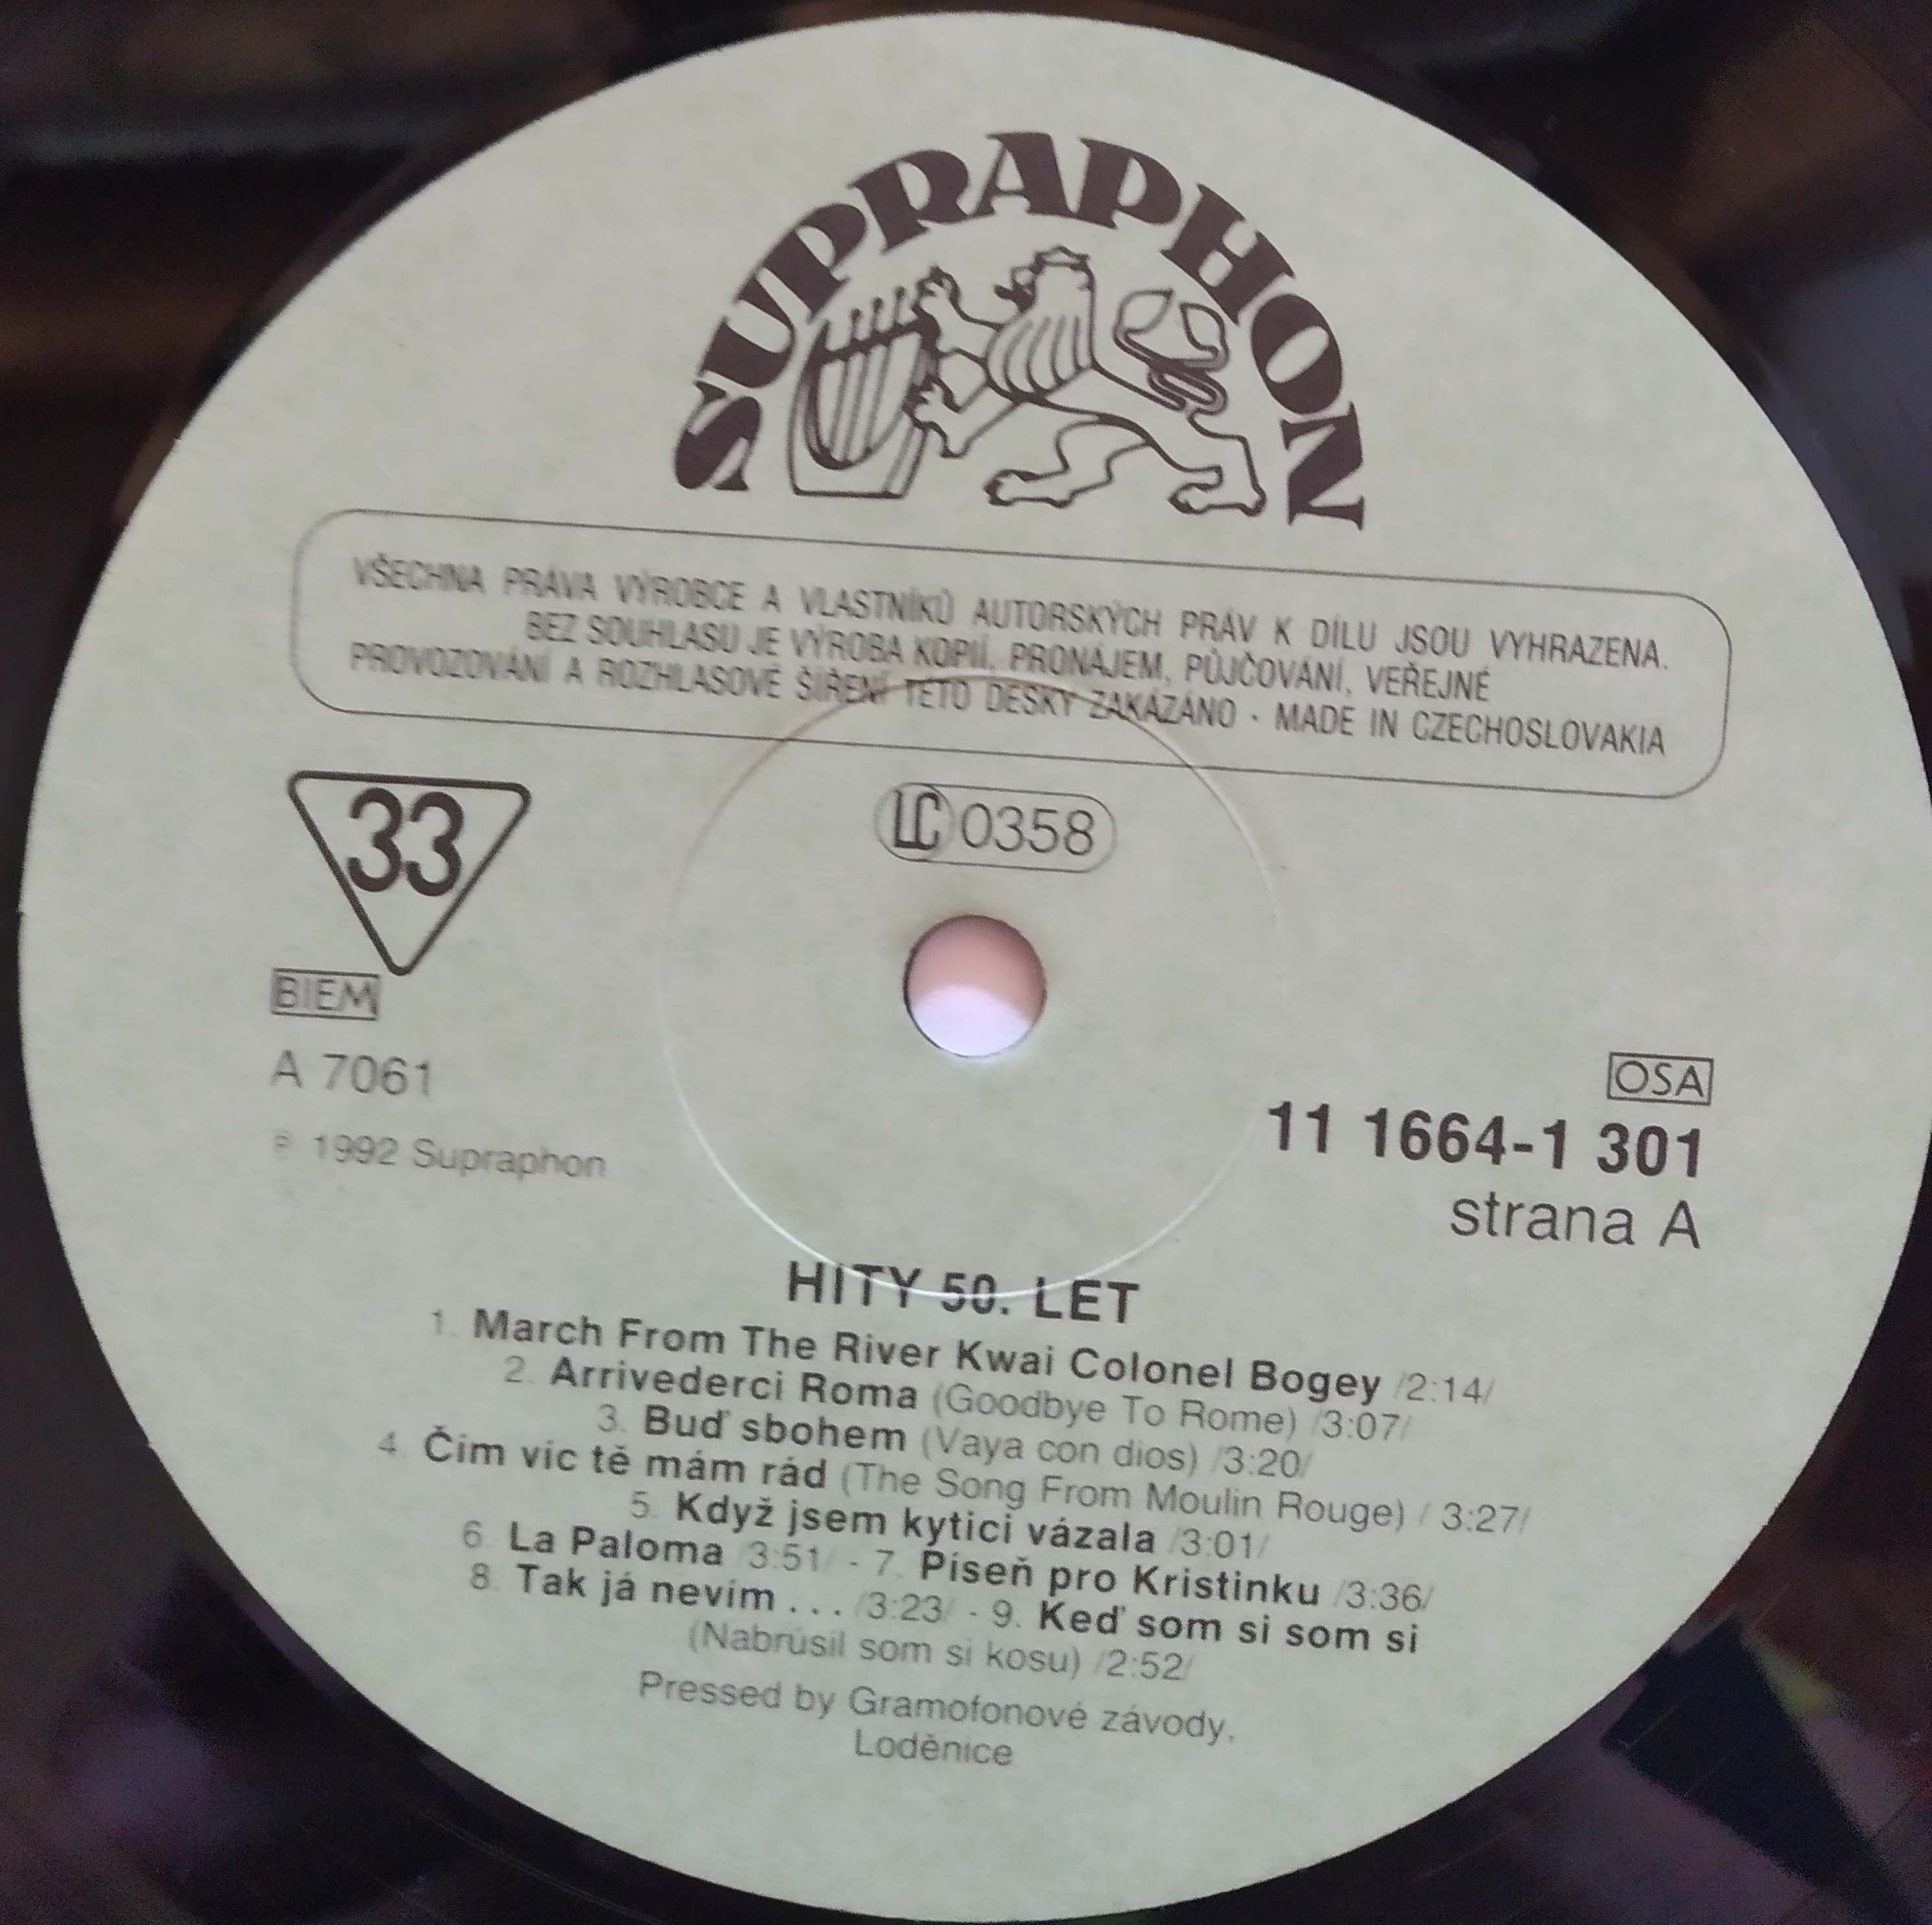 SUPRAPHON
VŠECHNA PRÁVA VÝROBCE A VLASTNÍKŮ AUTORSKÝCH PRÁV K DÍLU JSOU VYHRAZENA.
BEZ SOUHLASU JE VÝROBA KOPIÍ, PRONÁJEM, PŮJČOVÁNÍ, VEŘEJNÉ
PROVOZOVÁNÍ A ROZHLASOVÉ ŠÍŘENÍ TÉTO DESKY ZAKÁZÁNO · MADE IN CZECHOSLOVAKIA
33
LC 0358
BIEM
A 7061
℗ 1992 Supraphon
OSA
11 1664-1 301
strana A
HITY 50. LET
1. March From The River Kwai Colonel Bogey /2:14/
2. Arrivederci Roma (Goodbye To Rome) /3:07/
3. Buď sbohem (Vaya con dios) /3:20/
4. Čím víc tě mám rád (The Song From Moulin Rouge) / 3:27/
5. Když jsem kytici vázala /3:01/
6. La Paloma /3:51/ - 7. Píseň pro Kristinku /3:36/
8. Tak já nevím . . . /3:23/ - 9. Keď som si som si
(Nabrúsil som si kosu) /2:52/
Pressed by Gramofonové závody,
Loděnice